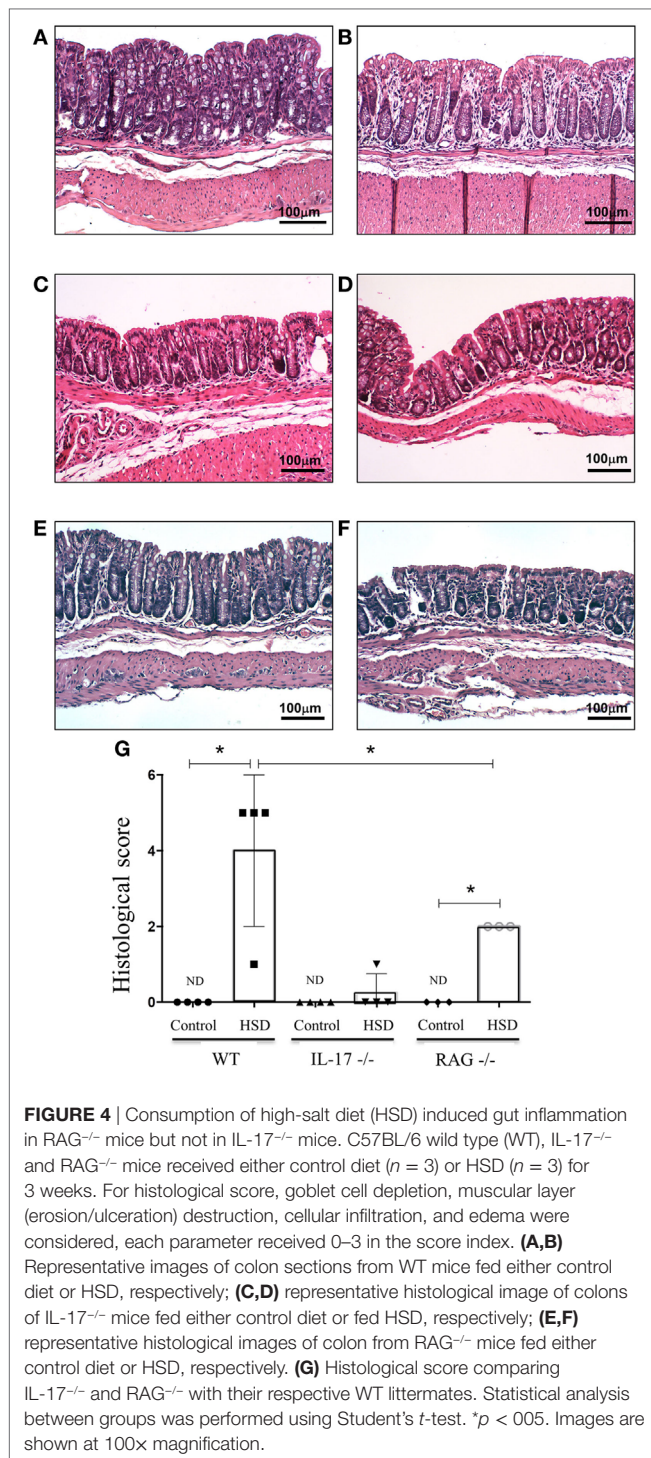 A
B
100µm
100µm
C
D
100µm
100µm
E
F
100µm
100µm
G
*
*
6
4
2
0
Histological score
*
ND
ND
ND
Control
HSD
Control
HSD
Control
HSD
WT
IL-17 -/-
RAG -/-
FIGURE 4 | Consumption of high-salt diet (HSD) induced gut inflammation
in RAG−/− mice but not in IL-17−/− mice. C57BL/6 wild type (WT), IL-17−/−
and RAG−/− mice received either control diet (n = 3) or HSD (n = 3) for
3 weeks. For histological score, goblet cell depletion, muscular layer
(erosion/ulceration) destruction, cellular infiltration, and edema were
considered, each parameter received 0–3 in the score index. (A,B)
Representative images of colon sections from WT mice fed either control
diet or HSD, respectively; (C,D) representative histological image of colons
of IL-17−/− mice fed either control diet or fed HSD, respectively; (E,F)
representative histological images of colon from RAG−/− mice fed either
control diet or HSD, respectively. (G) Histological score comparing
IL-17−/− and RAG−/− with their respective WT littermates. Statistical analysis
between groups was performed using Student's t-test. *p < 005. Images are
shown at 100× magnification.